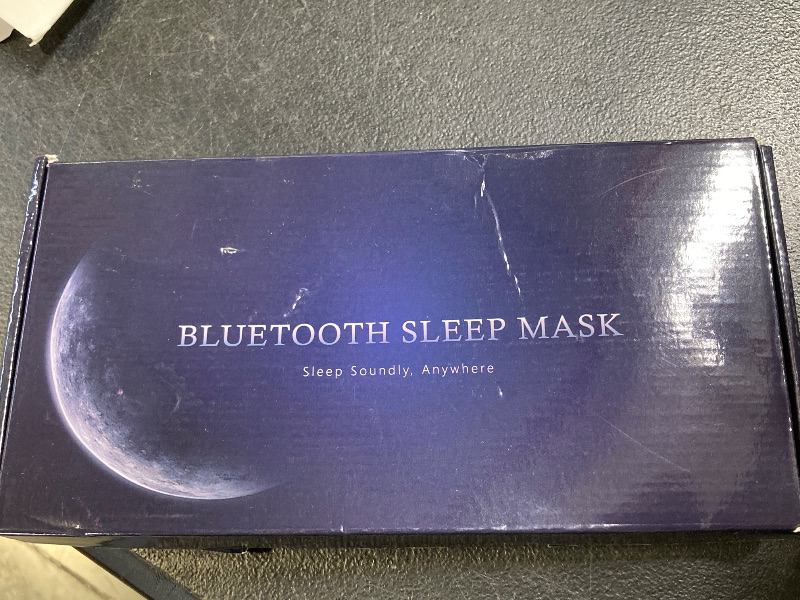 BLUETOOTH SLEEP MASK
Sleep Soundly, Anywhere